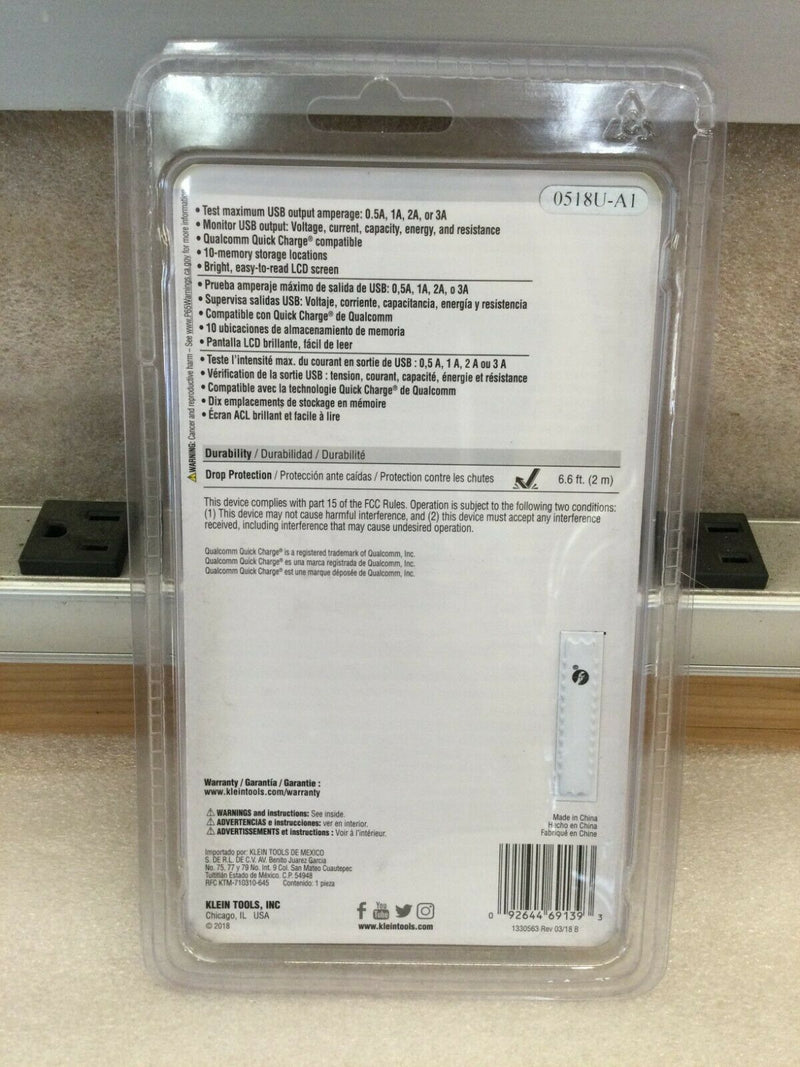 0518U-A1
• Test maximum USB output amperage: 0.5A, 1A, 2A, or 3A
• Monitor USB output: Voltage, current, capacity, energy, and resistance
• Qualcomm Quick Charge® compatible
• 10-memory storage locations
• Bright, easy-to-read LCD screen
• Prueba amperaje máximo de salida de USB: 0,5A, 1A, 2A, o 3A
• Supervisa salidas USB: Voltaje, corriente, capacitancia, energía y resistencia
• Compatible con Quick Charge® de Qualcomm
• 10 ubicaciones de almacenamiento de memoria
• Pantalla LCD brillante, fácil de leer
• Teste l'intensité max. du courant en sortie de USB : 0,5 A, 1 A, 2 A ou 3 A
• Vérification de la sortie USB : tension, courant, capacité, énergie et résistance
• Compatible avec la technologie Quick Charge® de Qualcomm
• Dix emplacements de stockage en mémoire
• Écran ACL brillant et facile à lire
⚠WARNING: Cancer and reproductive harm – See www.P65Warnings.ca.gov for more information
Durability / Durabilidad / Durabilité
Drop Protection / Protección ante caídas / Protection contre les chutes 6.6 ft. (2 m)
This device complies with part 15 of the FCC Rules. Operation is subject to the following two conditions:
(1) This device may not cause harmful interference, and (2) this device must accept any interference
received, including interference that may cause undesired operation.
Qualcomm Quick Charge® is a registered trademark of Qualcomm, Inc.
Qualcomm Quick Charge® es una marca registrada de Qualcomm, Inc.
Qualcomm Quick Charge® est une marque déposée de Qualcomm, Inc.
Warranty / Garantía / Garantie :
www.kleintools.com/warranty
⚠ WARNINGS and instructions: See inside.
⚠ ADVERTENCIAS e instrucciones: ver en interior.
⚠ ADVERTISSEMENTS et instructions : Voir à l'intérieur.
Importado por: KLEIN TOOLS DE MEXICO
S. DE R.L. DE C.V. AV. Benito Juarez Garcia
No. 75, 77 y 79 No. Int. 9 Col. San Mateo Cuautepec
Tultitlán Estado de México, C.P. 54948
RFC KTM-710310-645 Contenido: 1 pieza
KLEIN TOOLS, INC
Chicago, IL USA
© 2018
You Tube
www.kleintools.com
Made in China
Hecho en China
Fabriqué en Chine
0 92644 69139 3
1330563 Rev 03/18 B